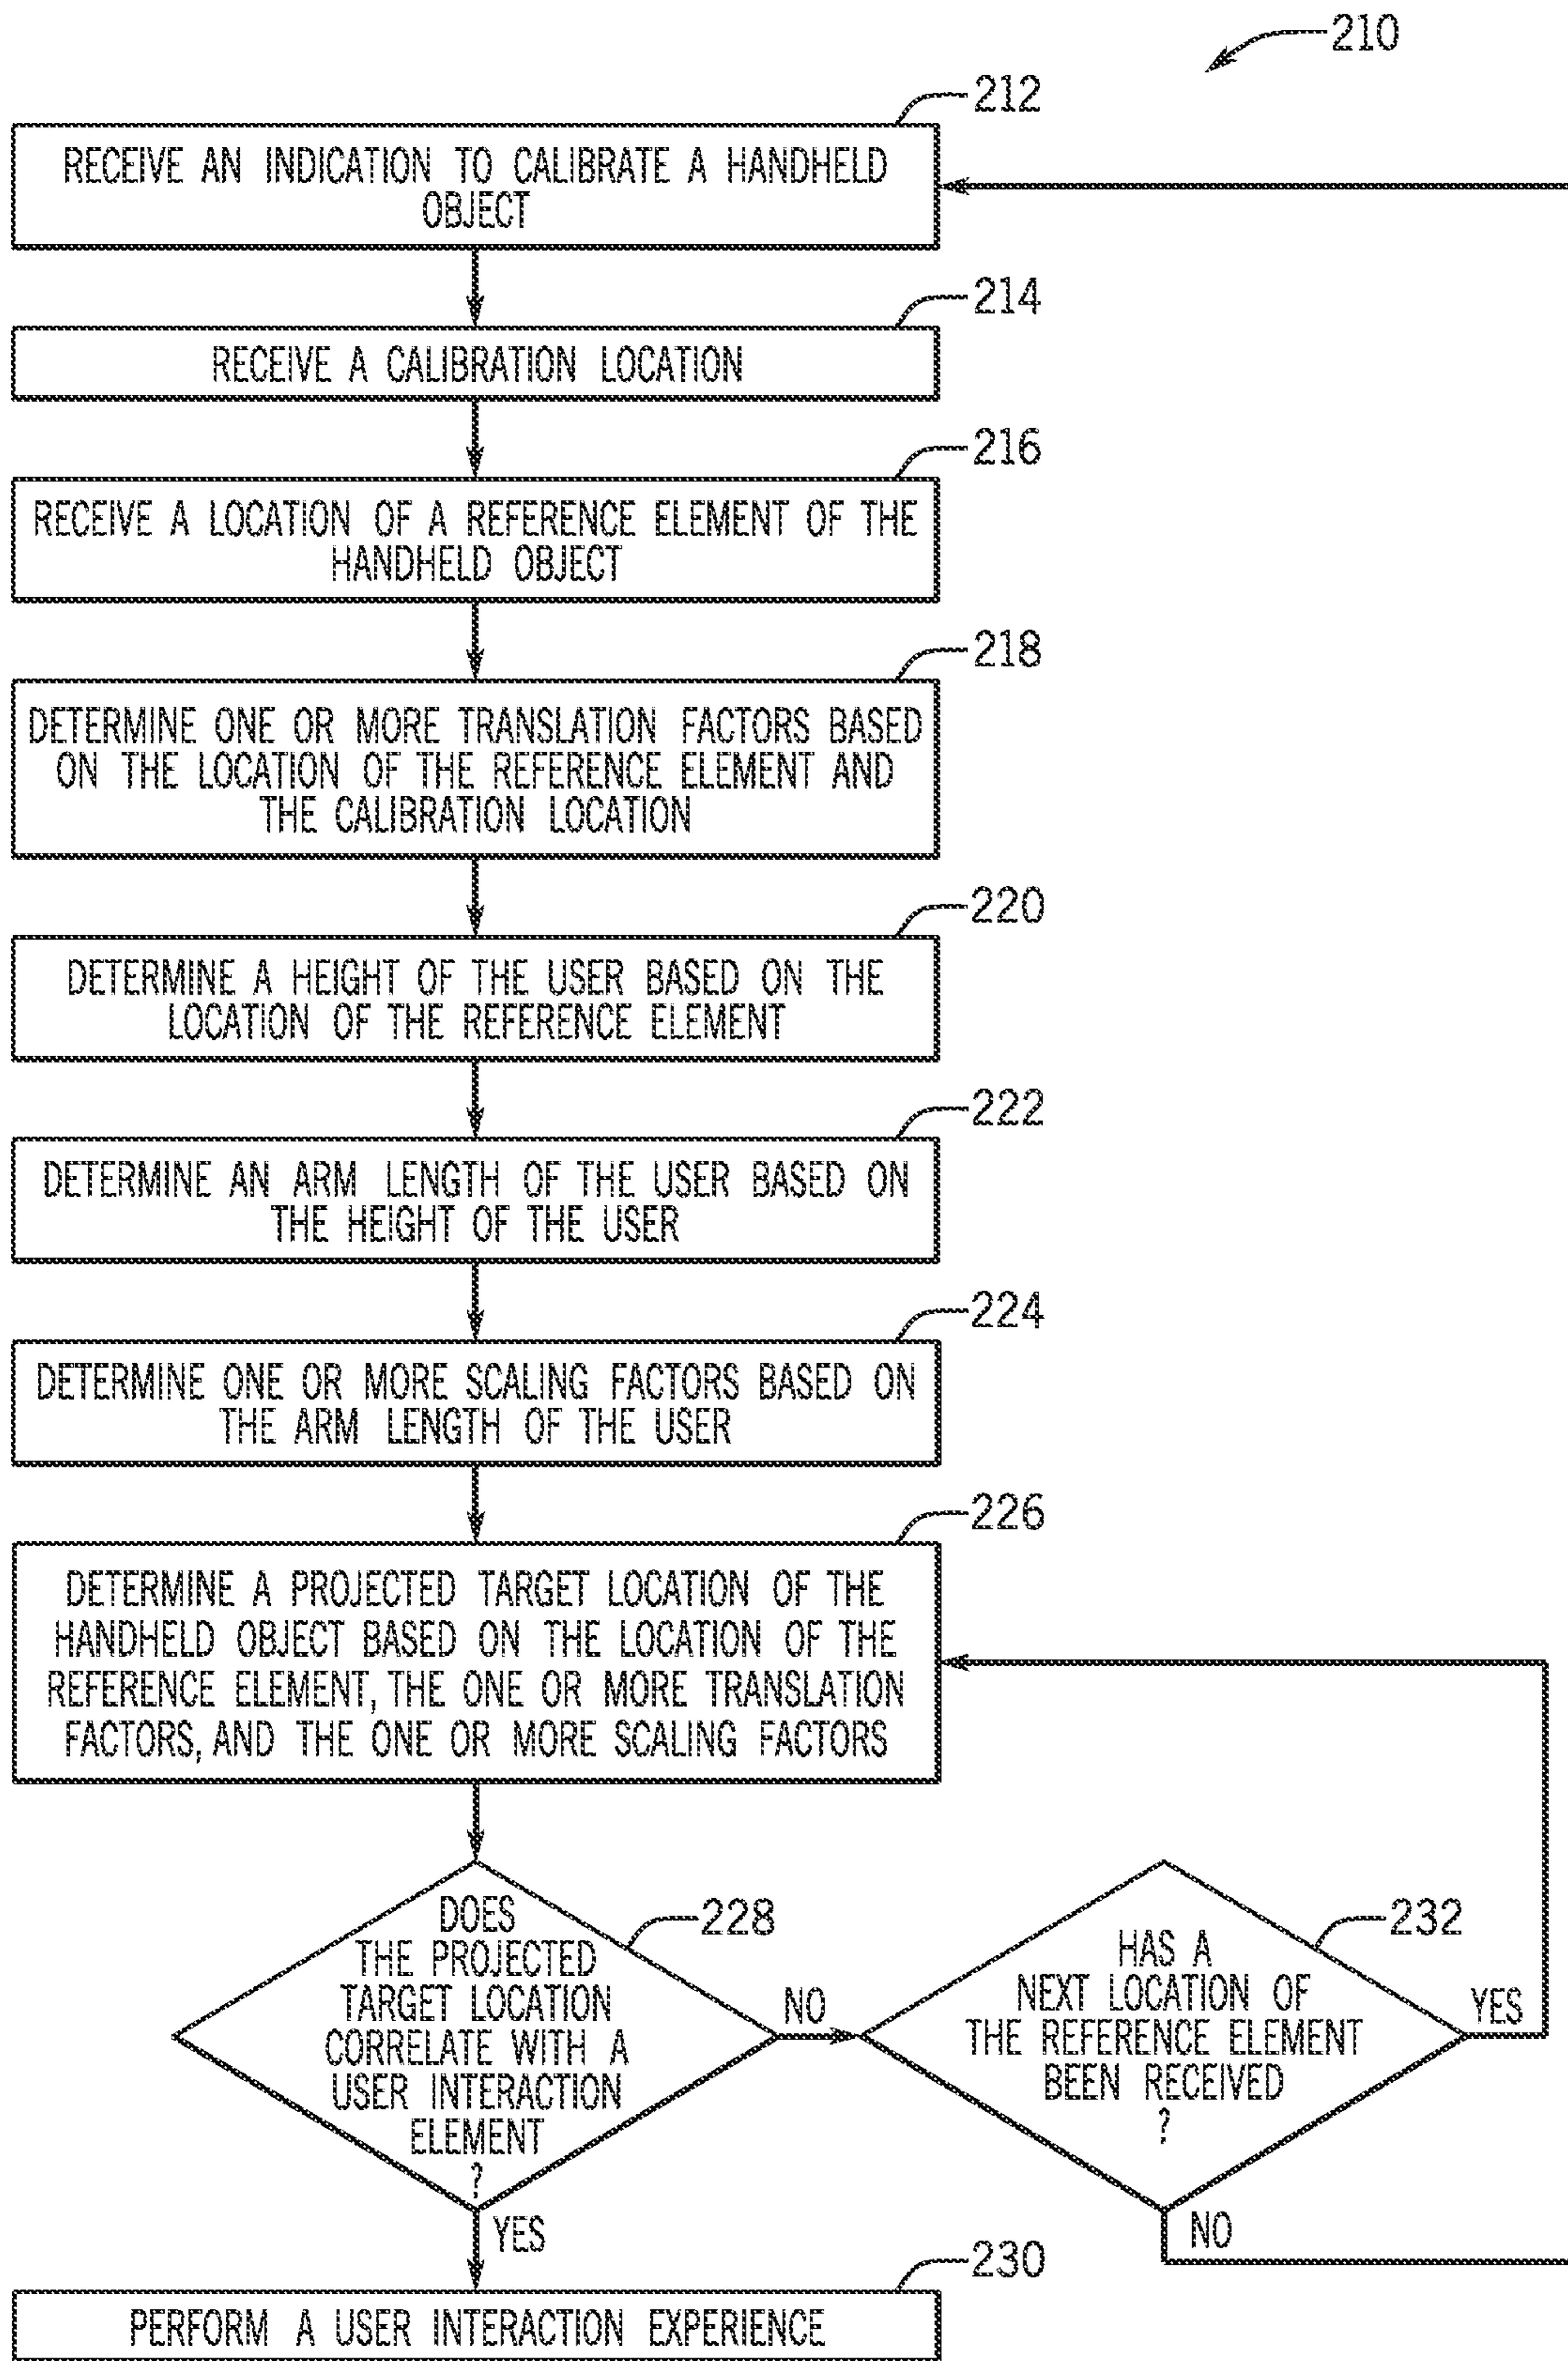 210
212
RECEIVE AN INDICATION TO CALIBRATE A HANDHELD
OBJECT
214
RECEIVE A CALIBRATION LOCATION
216
RECEIVE A LOCATION OF A REFERENCE ELEMENT OF THE
HANDHELD OBJECT
218
DETERMINE ONE OR MORE TRANSLATION FACTORS BASED
ON THE LOCATION OF THE REFERENCE ELEMENT AND
THE CALIBRATION LOCATION
220
DETERMINE A HEIGHT OF THE USER BASED ON THE
LOCATION OF THE REFERENCE ELEMENT
222
DETERMINE AN ARM LENGTH OF THE USER BASED ON
THE HEIGHT OF THE USER
224
DETERMINE ONE OR MORE SCALING FACTORS BASED ON
THE ARM LENGTH OF THE USER
226
DETERMINE A PROJECTED TARGET LOCATION OF THE
HANDHELD OBJECT BASED ON THE LOCATION OF THE
REFERENCE ELEMENT, THE ONE OR MORE TRANSLATION
FACTORS, AND THE ONE OR MORE SCALING FACTORS
228
DOES
THE PROJECTED
TARGET LOCATION
CORRELATE WITH A
USER INTERACTION
ELEMENT
?
NO
YES
232
HAS A
NEXT LOCATION OF
THE REFERENCE ELEMENT
BEEN RECEIVED
?
YES
NO
230
PERFORM A USER INTERACTION EXPERIENCE